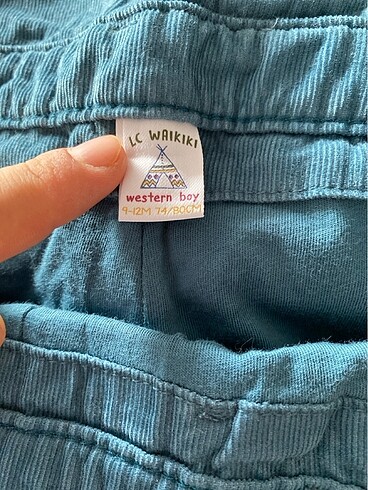 LC WAIKIKI
western boy
9-12M 74/80CM